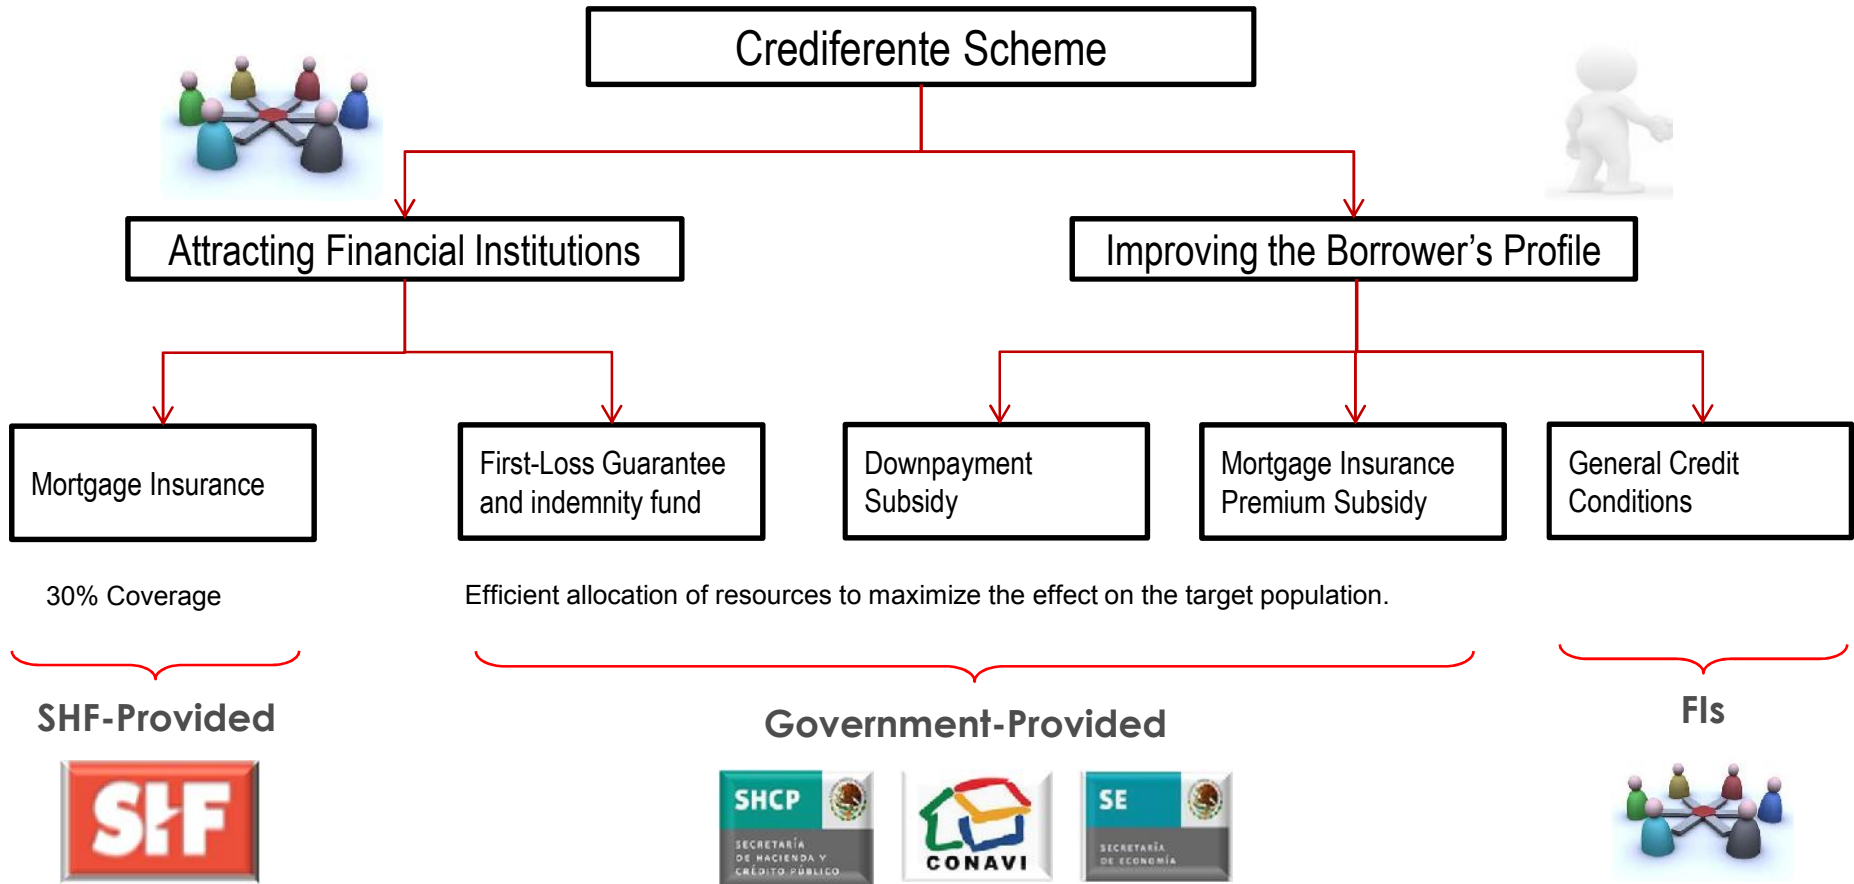 Crediferente Scheme
Attracting Financial Institutions
Improving the Borrower’s Profile
Mortgage Insurance
First-Loss Guarantee
and indemnity fund
Downpayment
Subsidy
Mortgage Insurance
Premium Subsidy
General Credit
Conditions
30% Coverage
Efficient allocation of resources to maximize the effect on the target population.
SHF-Provided
Government-Provided
FIs
SHF
SHCP
SECRETARÍA
DE HACIENDA Y
CRÉDITO PÚBLICO
CONAVI
SE
SECRETARÍA
DE ECONOMÍA